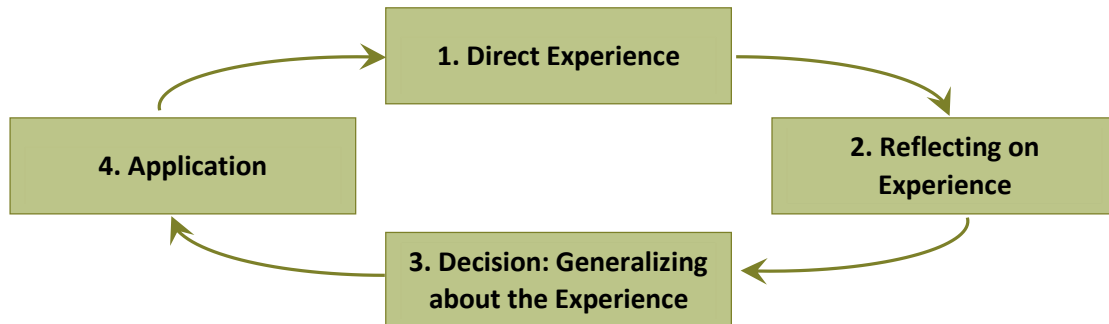 1. Direct Experience
2. Reflecting on
Experience
3. Decision: Generalizing
about the Experience
4. Application